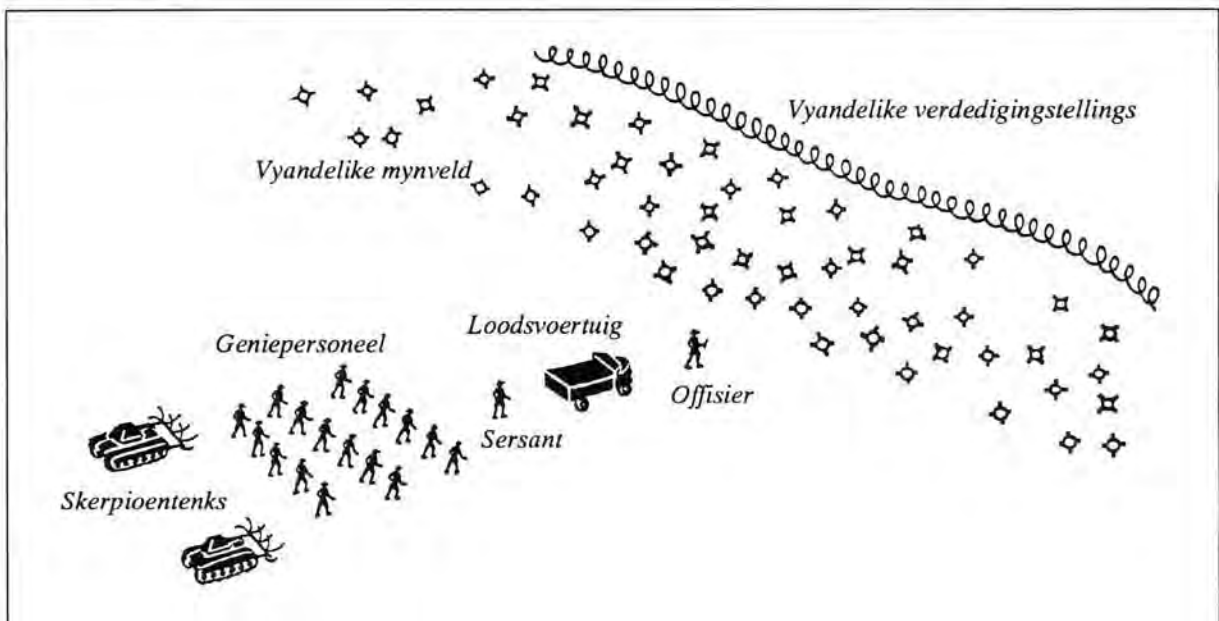 Vyandelike verdedigingstellings
Vyandelike mynveld
Loodsvoertuig
Geniepersoneel
Offisier
Sersant
Skerpioentenks